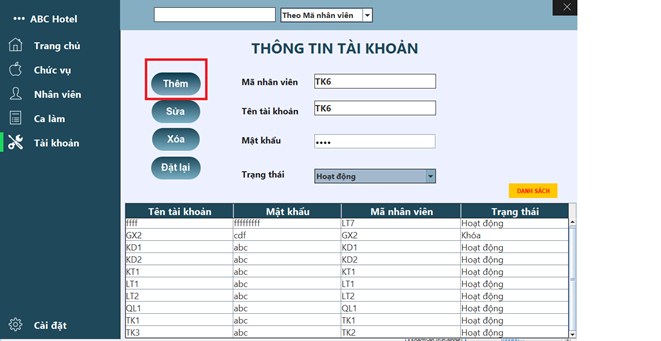 ABC Hotel
Theo Mã nhân viên
THÔNG TIN TÀI KHOẢN
Trang chủ
Chức vụ
Nhân viên
Ca làm
Tài khoản
Cài đặt
Thêm
Sửa
Xóa
Đặt lại
Mã nhân viên TK6
Tên tài khoản TK6
Mật khẩu ••••
Trạng thái Hoạt động
DANH SÁCH
Tên tài khoản Mật khẩu Mã nhân viên Trạng thái
ffff fffffffff LT7 Hoạt động
GX2 cdf GX2 Khóa
KD1 abc KD1 Hoạt động
KD2 abc KD2 Hoạt động
KT1 abc KT1 Hoạt động
LT1 abc LT1 Hoạt động
LT2 abc LT2 Hoạt động
QL1 abc QL1 Hoạt động
TK1 abc TK1 Hoạt động
TK3 abc TK2 Hoạt động